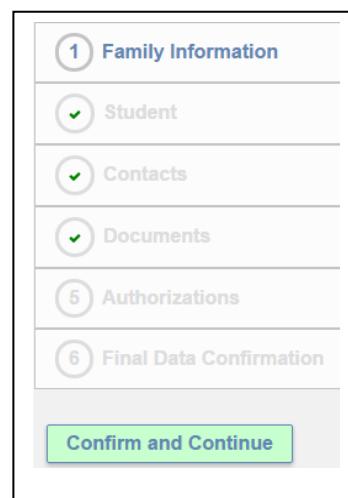 1 Family Information
Student
Contacts
Documents
5 Authorizations
6 Final Data Confirmation
Confirm and Continue